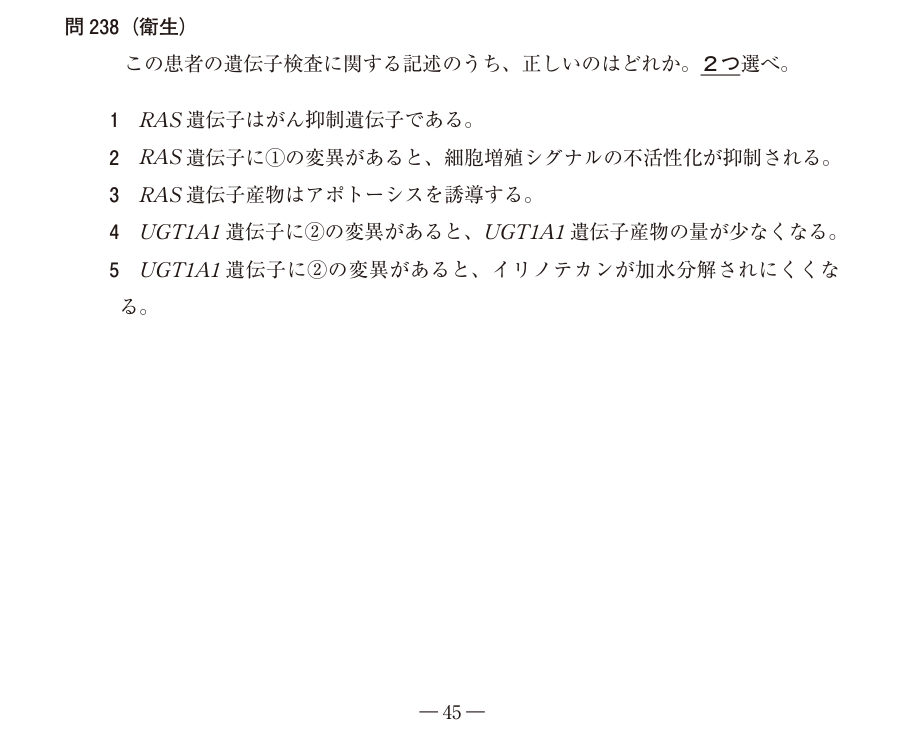 問 238（衛生）
この患者の遺伝子検査に関する記述のうち、正しいのはどれか。２つ選べ。
1 RAS 遺伝子はがん抑制遺伝子である。
2 RAS 遺伝子に①の変異があると、細胞増殖シグナルの不活性化が抑制される。
3 RAS 遺伝子産物はアポトーシスを誘導する。
4 UGT1A1 遺伝子に②の変異があると、UGT1A1 遺伝子産物の量が少なくなる。
5 UGT1A1 遺伝子に②の変異があると、イリノテカンが加水分解されにくくな
る。
― 45 ―